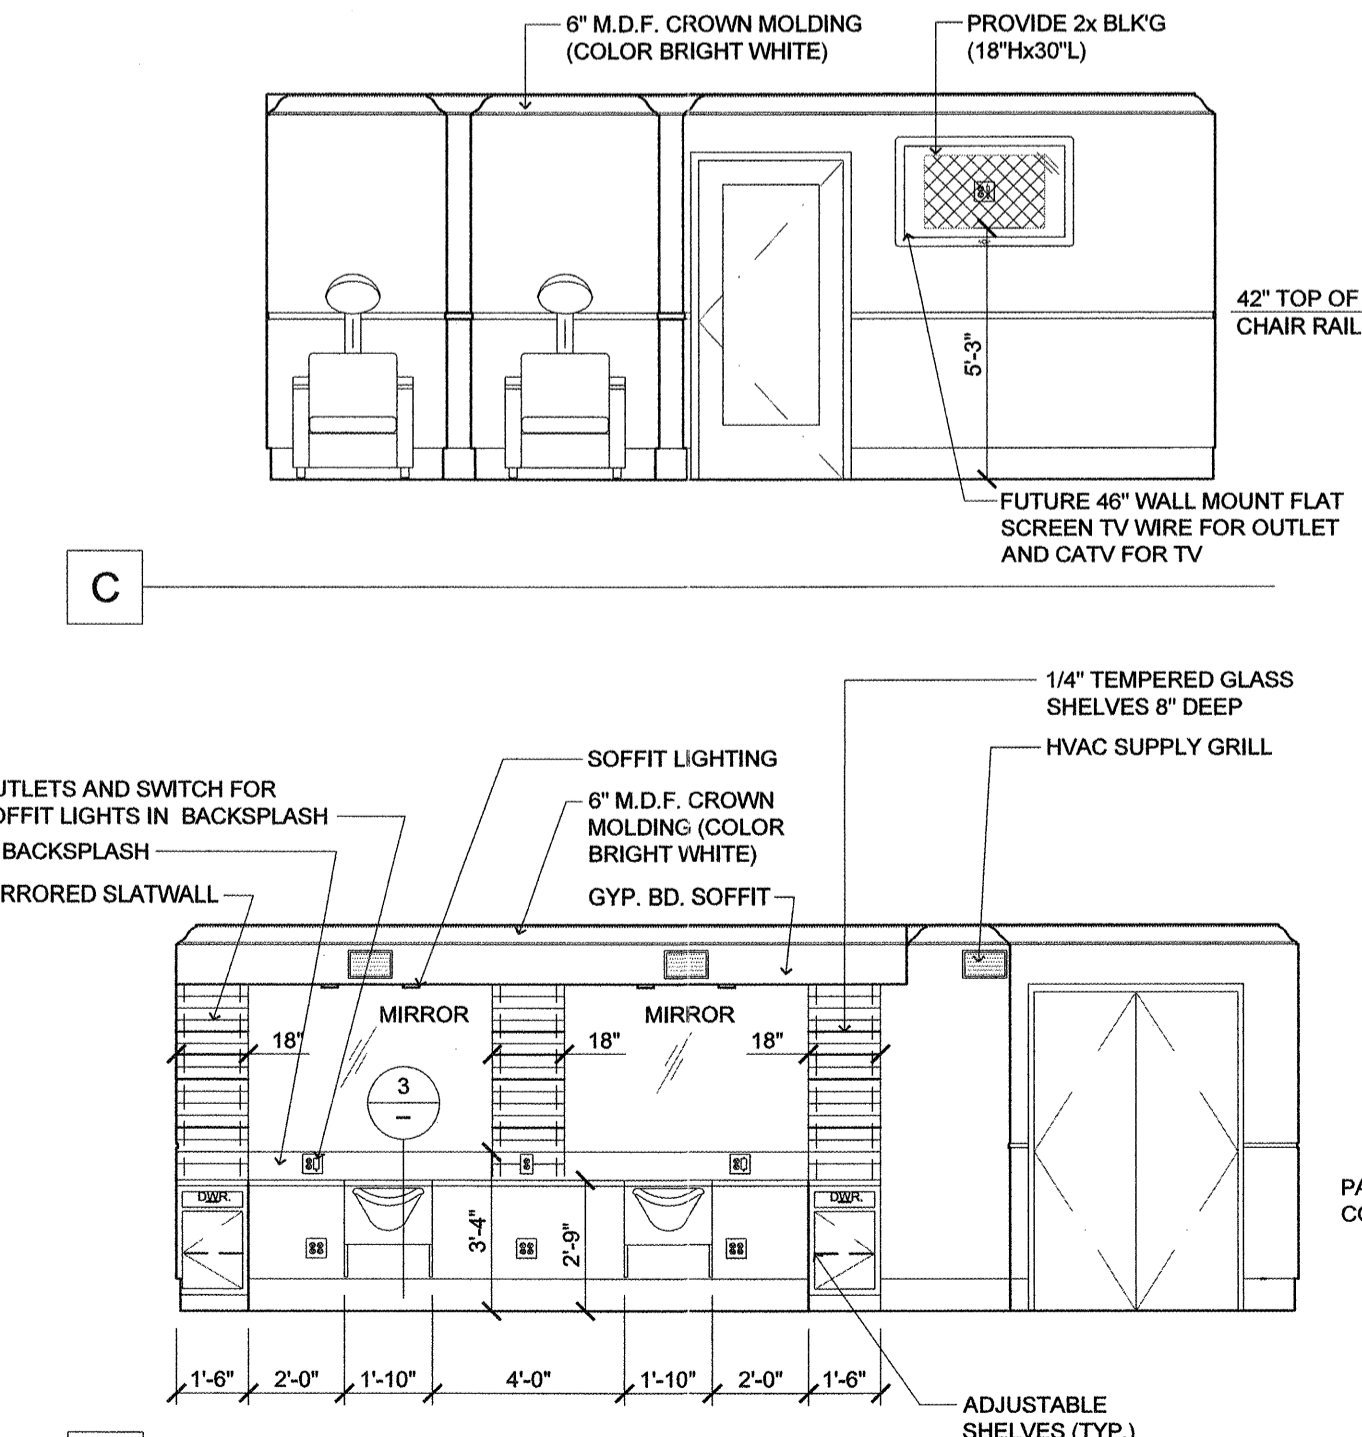 6" M.D.F. CROWN MOLDING
(COLOR BRIGHT WHITE)
PROVIDE 2x BLK'G
(18"Hx30"L)
42" TOP OF
CHAIR RAIL
5'-3"
FUTURE 46" WALL MOUNT FLAT
SCREEN TV WIRE FOR OUTLET
AND CATV FOR TV
C
1/4" TEMPERED GLASS
SHELVES 8" DEEP
HVAC SUPPLY GRILL
SOFFIT LIGHTING
6" M.D.F. CROWN
MOLDING (COLOR
BRIGHT WHITE)
GYP. BD. SOFFIT
UTLETS AND SWITCH FOR
OFFIT LIGHTS IN BACKSPLASH
BACKSPLASH
RRORED SLATWALL
MIRROR
MIRROR
18"
18"
18"
3
DWR.
DWR.
3'-4"
2'-9"
PA
CO
1'-6"
2'-0"
1'-10"
4'-0"
1'-10"
2'-0"
1'-6"
ADJUSTABLE
SHELVES (TYP.)